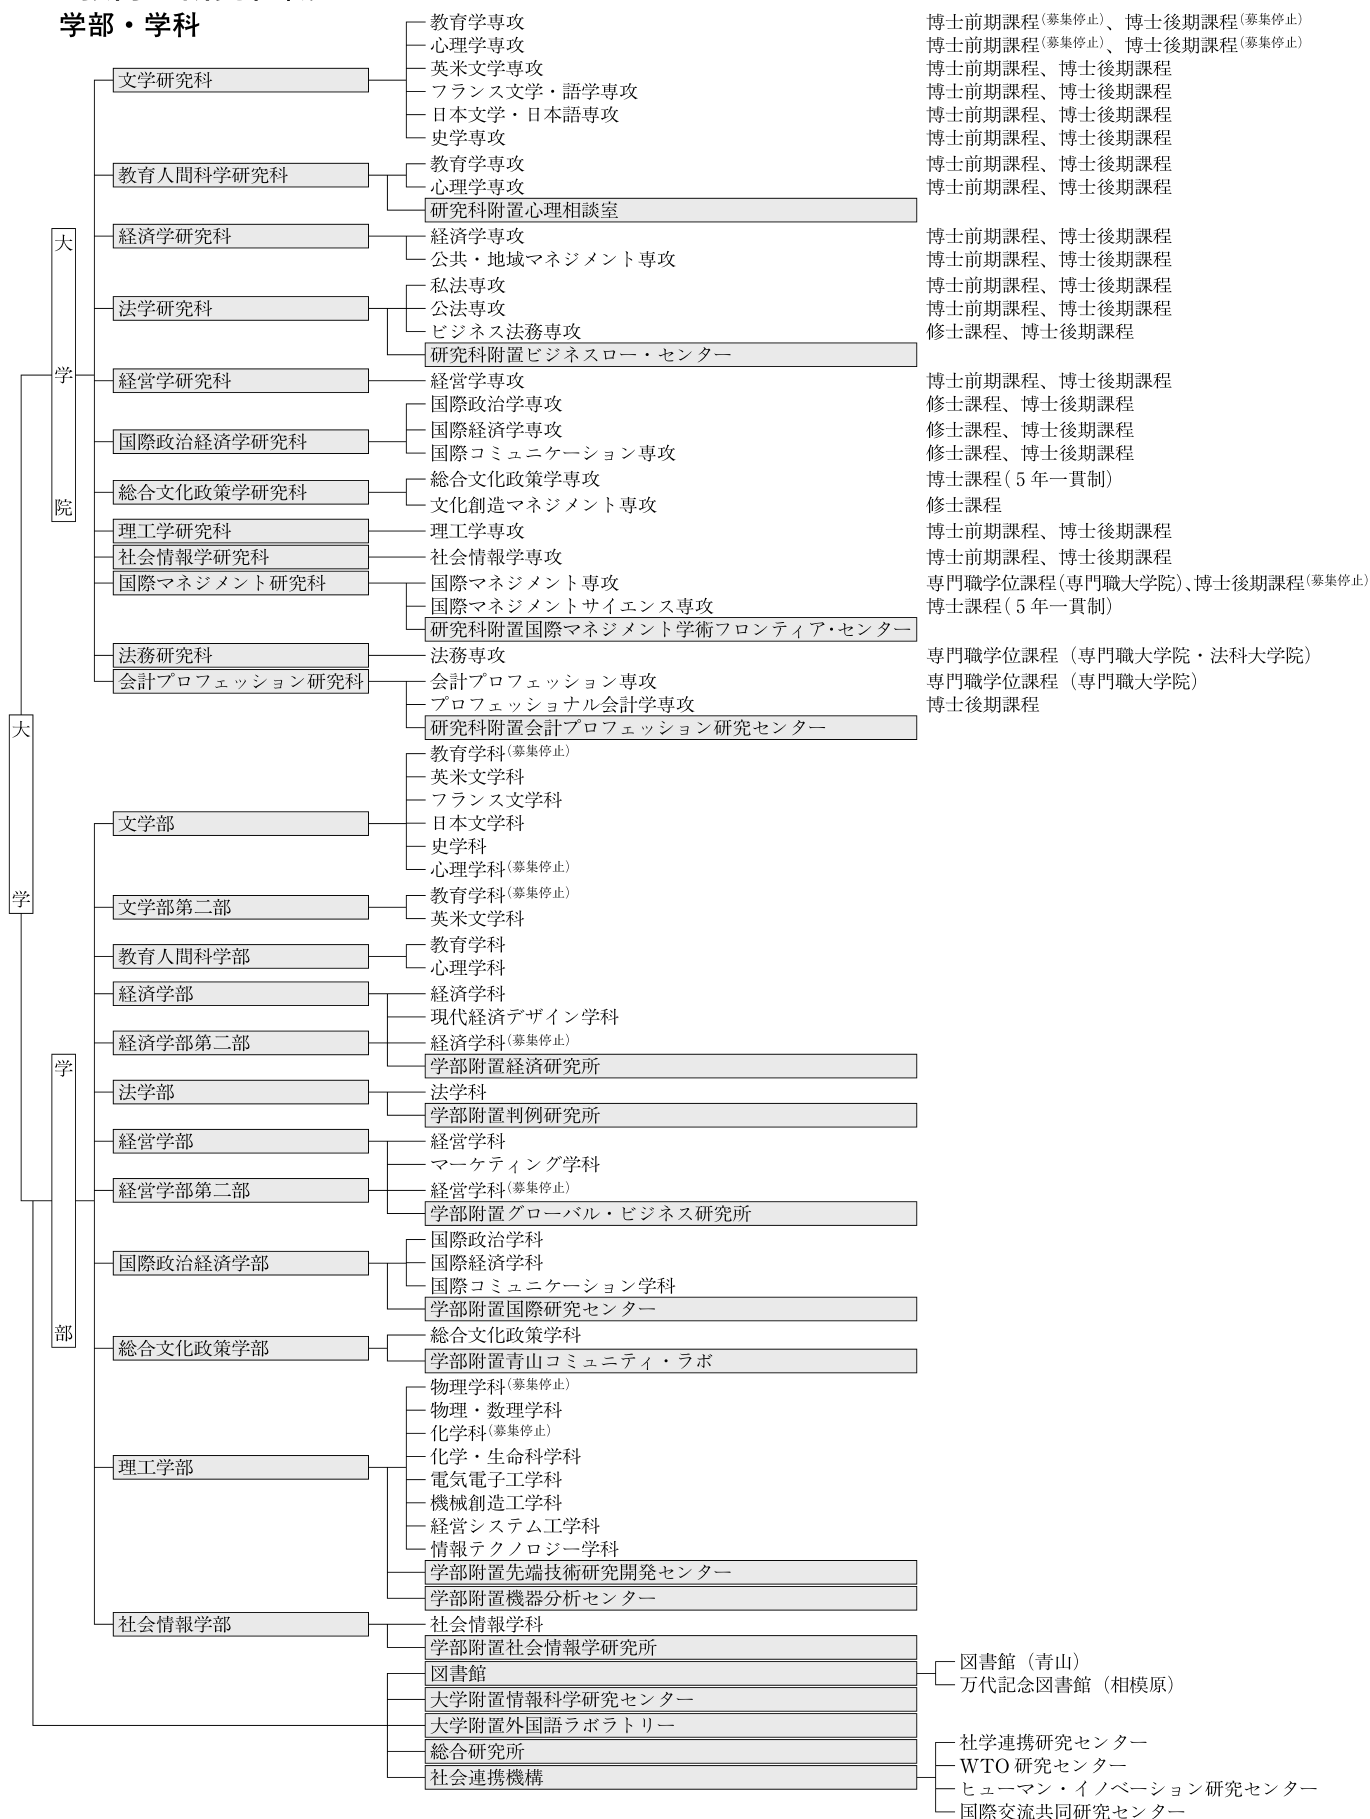 学部・学科
大学
大学院
文学研究科
教育学専攻 博士前期課程(募集停止)、博士後期課程(募集停止)
心理学専攻 博士前期課程(募集停止)、博士後期課程(募集停止)
英米文学専攻 博士前期課程、博士後期課程
フランス文学・語学専攻 博士前期課程、博士後期課程
日本文学・日本語専攻 博士前期課程、博士後期課程
史学専攻 博士前期課程、博士後期課程
教育人間科学研究科
教育学専攻 博士前期課程、博士後期課程
心理学専攻 博士前期課程、博士後期課程
研究科附置心理相談室
経済学研究科
経済学専攻 博士前期課程、博士後期課程
公共・地域マネジメント専攻 博士前期課程、博士後期課程
法学研究科
私法専攻 博士前期課程、博士後期課程
公法専攻 博士前期課程、博士後期課程
ビジネス法務専攻 修士課程、博士後期課程
研究科附置ビジネスロー・センター
経営学研究科
経営学専攻 博士前期課程、博士後期課程
国際政治経済学研究科
国際政治学専攻 修士課程、博士後期課程
国際経済学専攻 修士課程、博士後期課程
国際コミュニケーション専攻 修士課程、博士後期課程
総合文化政策学研究科
総合文化政策学専攻 博士課程(5年一貫制)
文化創造マネジメント専攻 修士課程
理工学研究科
理工学専攻 博士前期課程、博士後期課程
社会情報学研究科
社会情報学専攻 博士前期課程、博士後期課程
国際マネジメント研究科
国際マネジメント専攻 専門職学位課程(専門職大学院)、博士後期課程(募集停止)
国際マネジメントサイエンス専攻 博士課程(5年一貫制)
研究科附置国際マネジメント学術フロンティア・センター
法務研究科
法務専攻 専門職学位課程(専門職大学院・法科大学院)
会計プロフェッション研究科
会計プロフェッション専攻 専門職学位課程(専門職大学院)
プロフェッショナル会計学専攻 博士後期課程
研究科附置会計プロフェッション研究センター
学部
文学部
教育学科(募集停止)
英米文学科
フランス文学科
日本文学科
史学科
心理学科(募集停止)
文学部第二部
教育学科(募集停止)
英米文学科
教育人間科学部
教育学科
心理学科
経済学部
経済学科
現代経済デザイン学科
経済学部第二部
経済学科(募集停止)
学部附置経済研究所
法学部
法学科
学部附置判例研究所
経営学部
経営学科
マーケティング学科
経営学部第二部
経営学科(募集停止)
学部附置グローバル・ビジネス研究所
国際政治経済学部
国際政治学科
国際経済学科
国際コミュニケーション学科
学部附置国際研究センター
総合文化政策学部
総合文化政策学科
学部附置青山コミュニティ・ラボ
理工学部
物理学科(募集停止)
物理・数理学科
化学科(募集停止)
化学・生命科学科
電気電子工学科
機械創造工学科
経営システム工学科
情報テクノロジー学科
学部附置先端技術研究開発センター
学部附置機器分析センター
社会情報学部
社会情報学科
学部附置社会情報学研究所
図書館
図書館(青山)
万代記念図書館(相模原)
大学附置情報科学研究センター
大学附置外国語ラボラトリー
総合研究所
社会連携機構
社学連携研究センター
WTO 研究センター
ヒューマン・イノベーション研究センター
国際交流共同研究センター